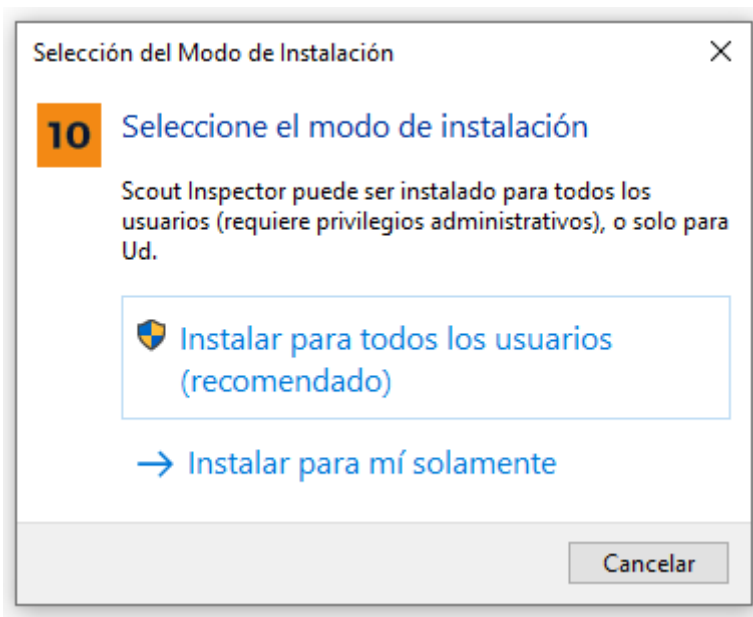 Selección del Modo de Instalación
10
Seleccione el modo de instalación
Scout Inspector puede ser instalado para todos los
usuarios (requiere privilegios administrativos), o solo para
Ud.
Instalar para todos los usuarios
(recomendado)
Instalar para mí solamente
Cancelar